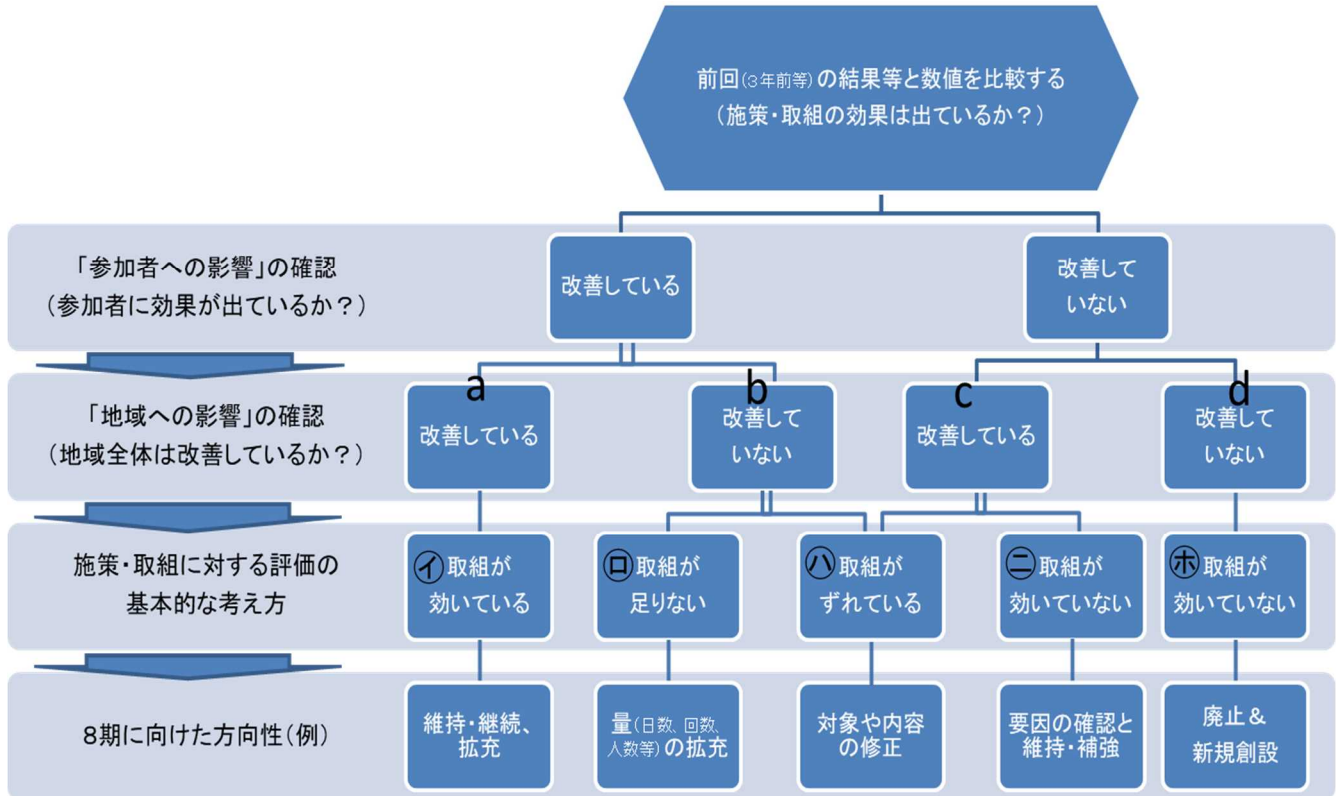 前回(3年前等)の結果等と数値を比較する
(施策・取組の効果は出ているか？)
「参加者への影響」の確認
(参加者に効果が出ているか？)
改善している
改善して
いない
「地域への影響」の確認
(地域全体は改善しているか？)
a
改善している
b
改善して
いない
c
改善している
d
改善して
いない
施策・取組に対する評価の
基本的な考え方
㋑取組が
効いている
㋺取組が
足りない
㋩取組が
ずれている
㋥取組が
効いていない
㋭取組が
効いていない
8期に向けた方向性(例)
維持・継続、
拡充
量(日数、回数、
人数等)の拡充
対象や内容
の修正
要因の確認と
維持・補強
廃止＆
新規創設